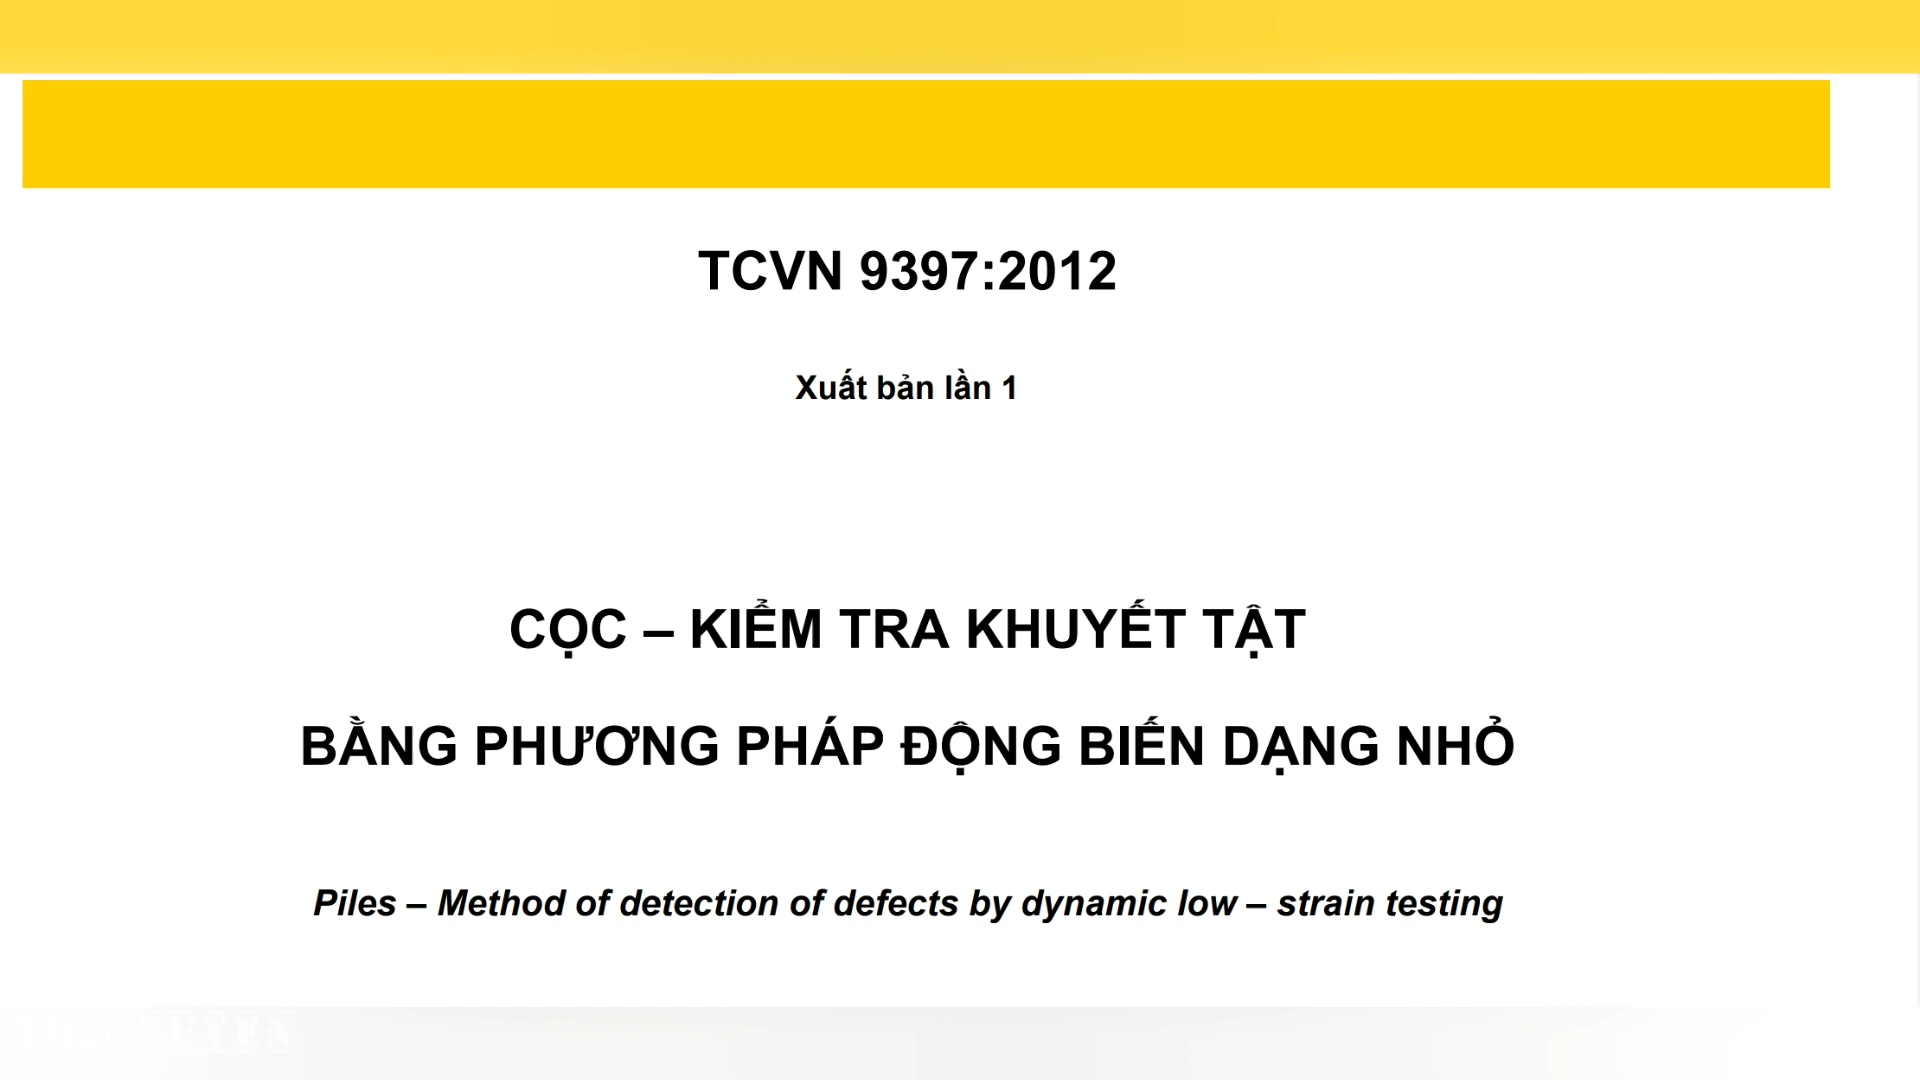 TCVN 9397:2012
Xuất bản lần 1
CỌC – KIỂM TRA KHUYẾT TẬT
BẰNG PHƯƠNG PHÁP ĐỘNG BIẾN DẠNG NHỎ
Piles – Method of detection of defects by dynamic low – strain testing